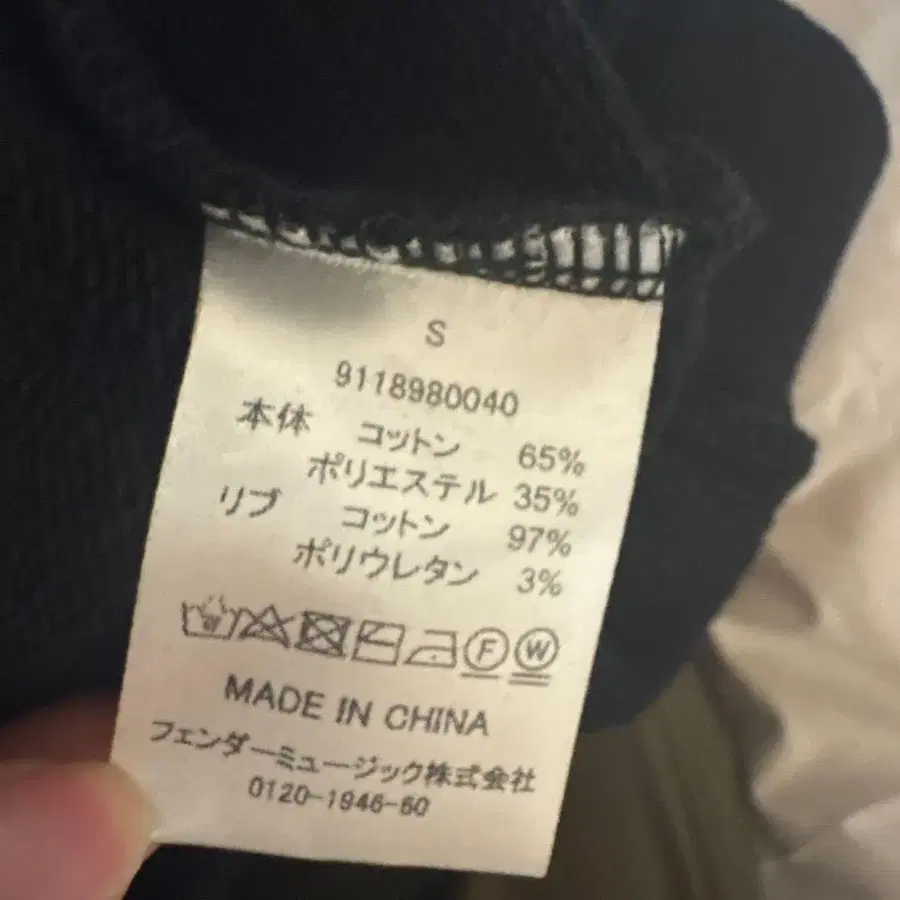 S
9118980040
本体 コットン 65%
ポリエステル 35%
リブ コットン 97%
ポリウレタン 3%
F W
MADE IN CHINA
フェンダーミュージック株式会社
0120-1946-60